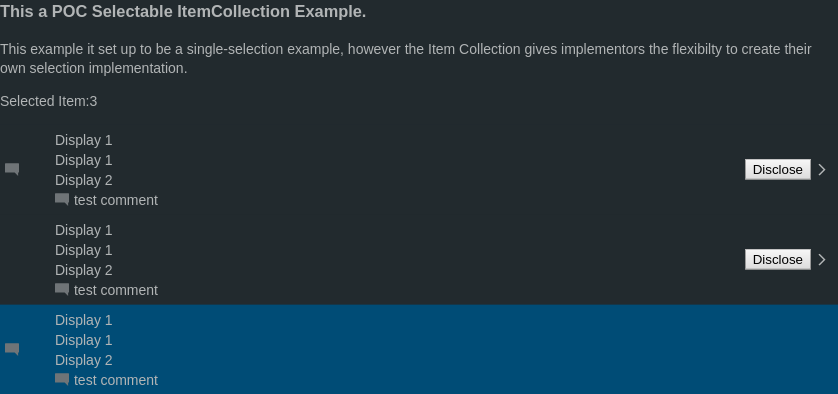 This a POC Selectable ItemCollection Example.
This example it set up to be a single-selection example, however the Item Collection gives implementors the flexibilty to create their
own selection implementation.
Selected Item:3
Display 1
Display 1
Display 2
test comment
Disclose
Display 1
Display 1
Display 2
test comment
Disclose
Display 1
Display 1
Display 2
test comment